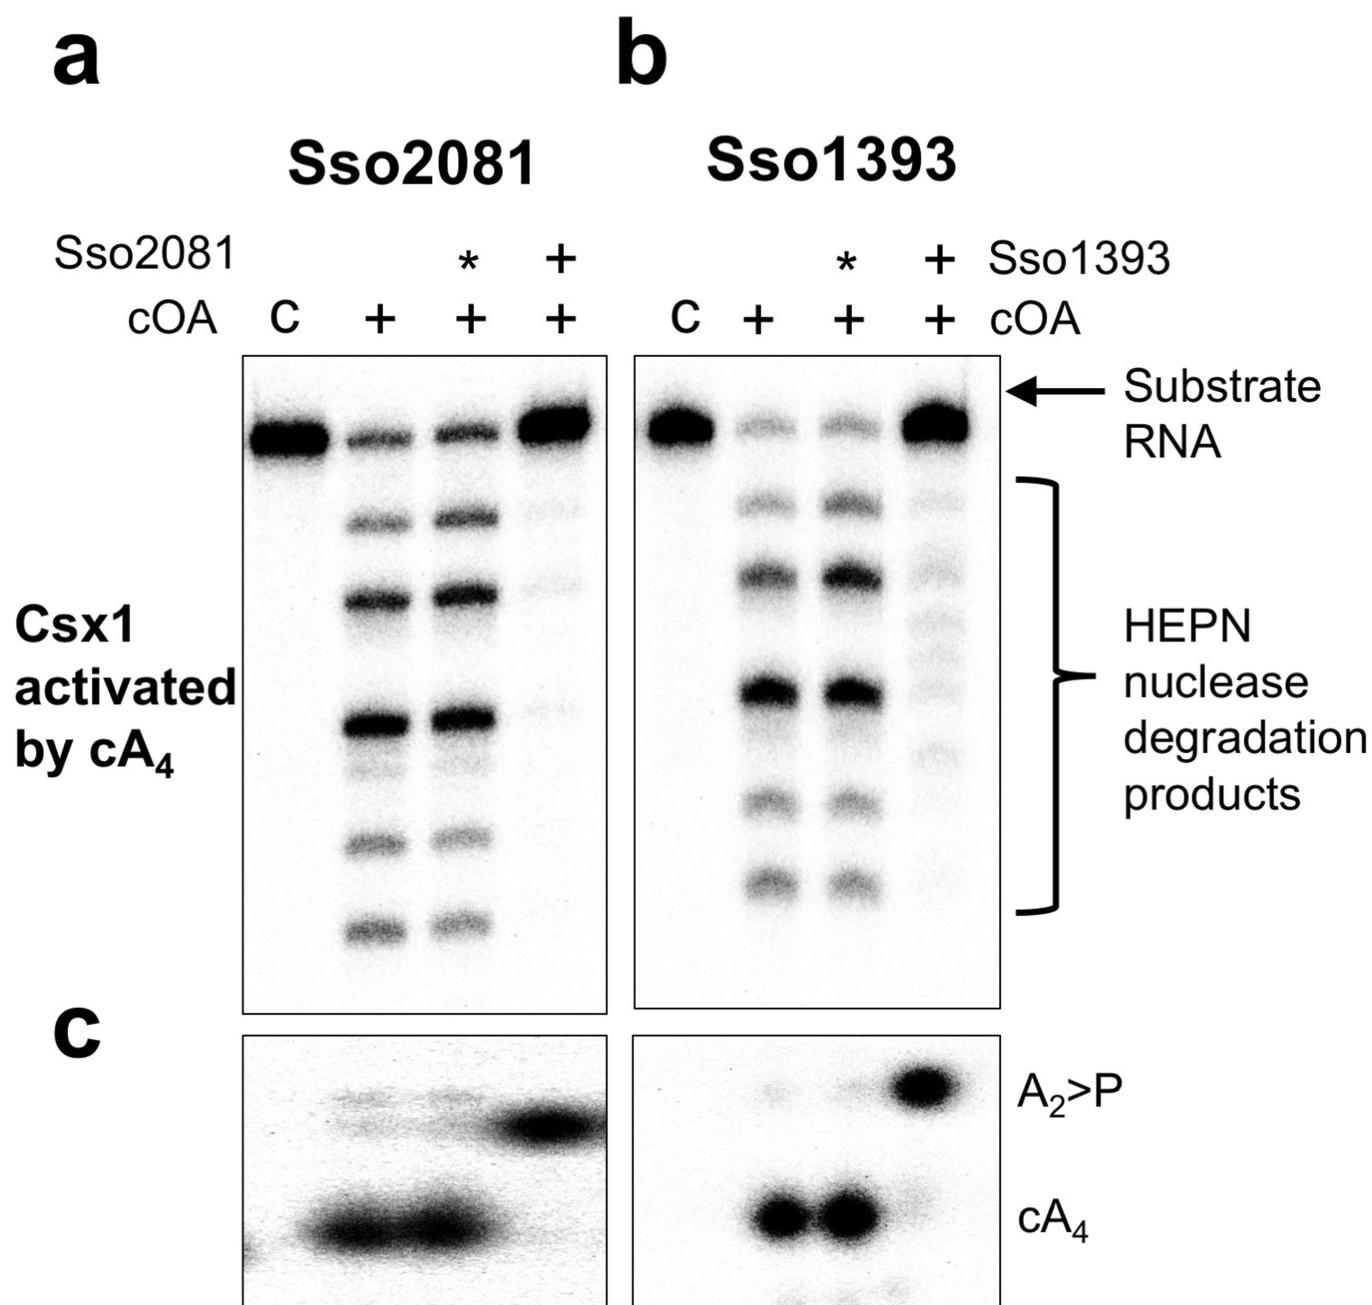 a
b
Sso2081
Sso1393
Sso2081 * + * + Sso1393
cOA C + + + C + + + cOA
Substrate
RNA
Csx1
activated
by cA4
HEPN
nuclease
degradation
products
c
A2>P
cA4